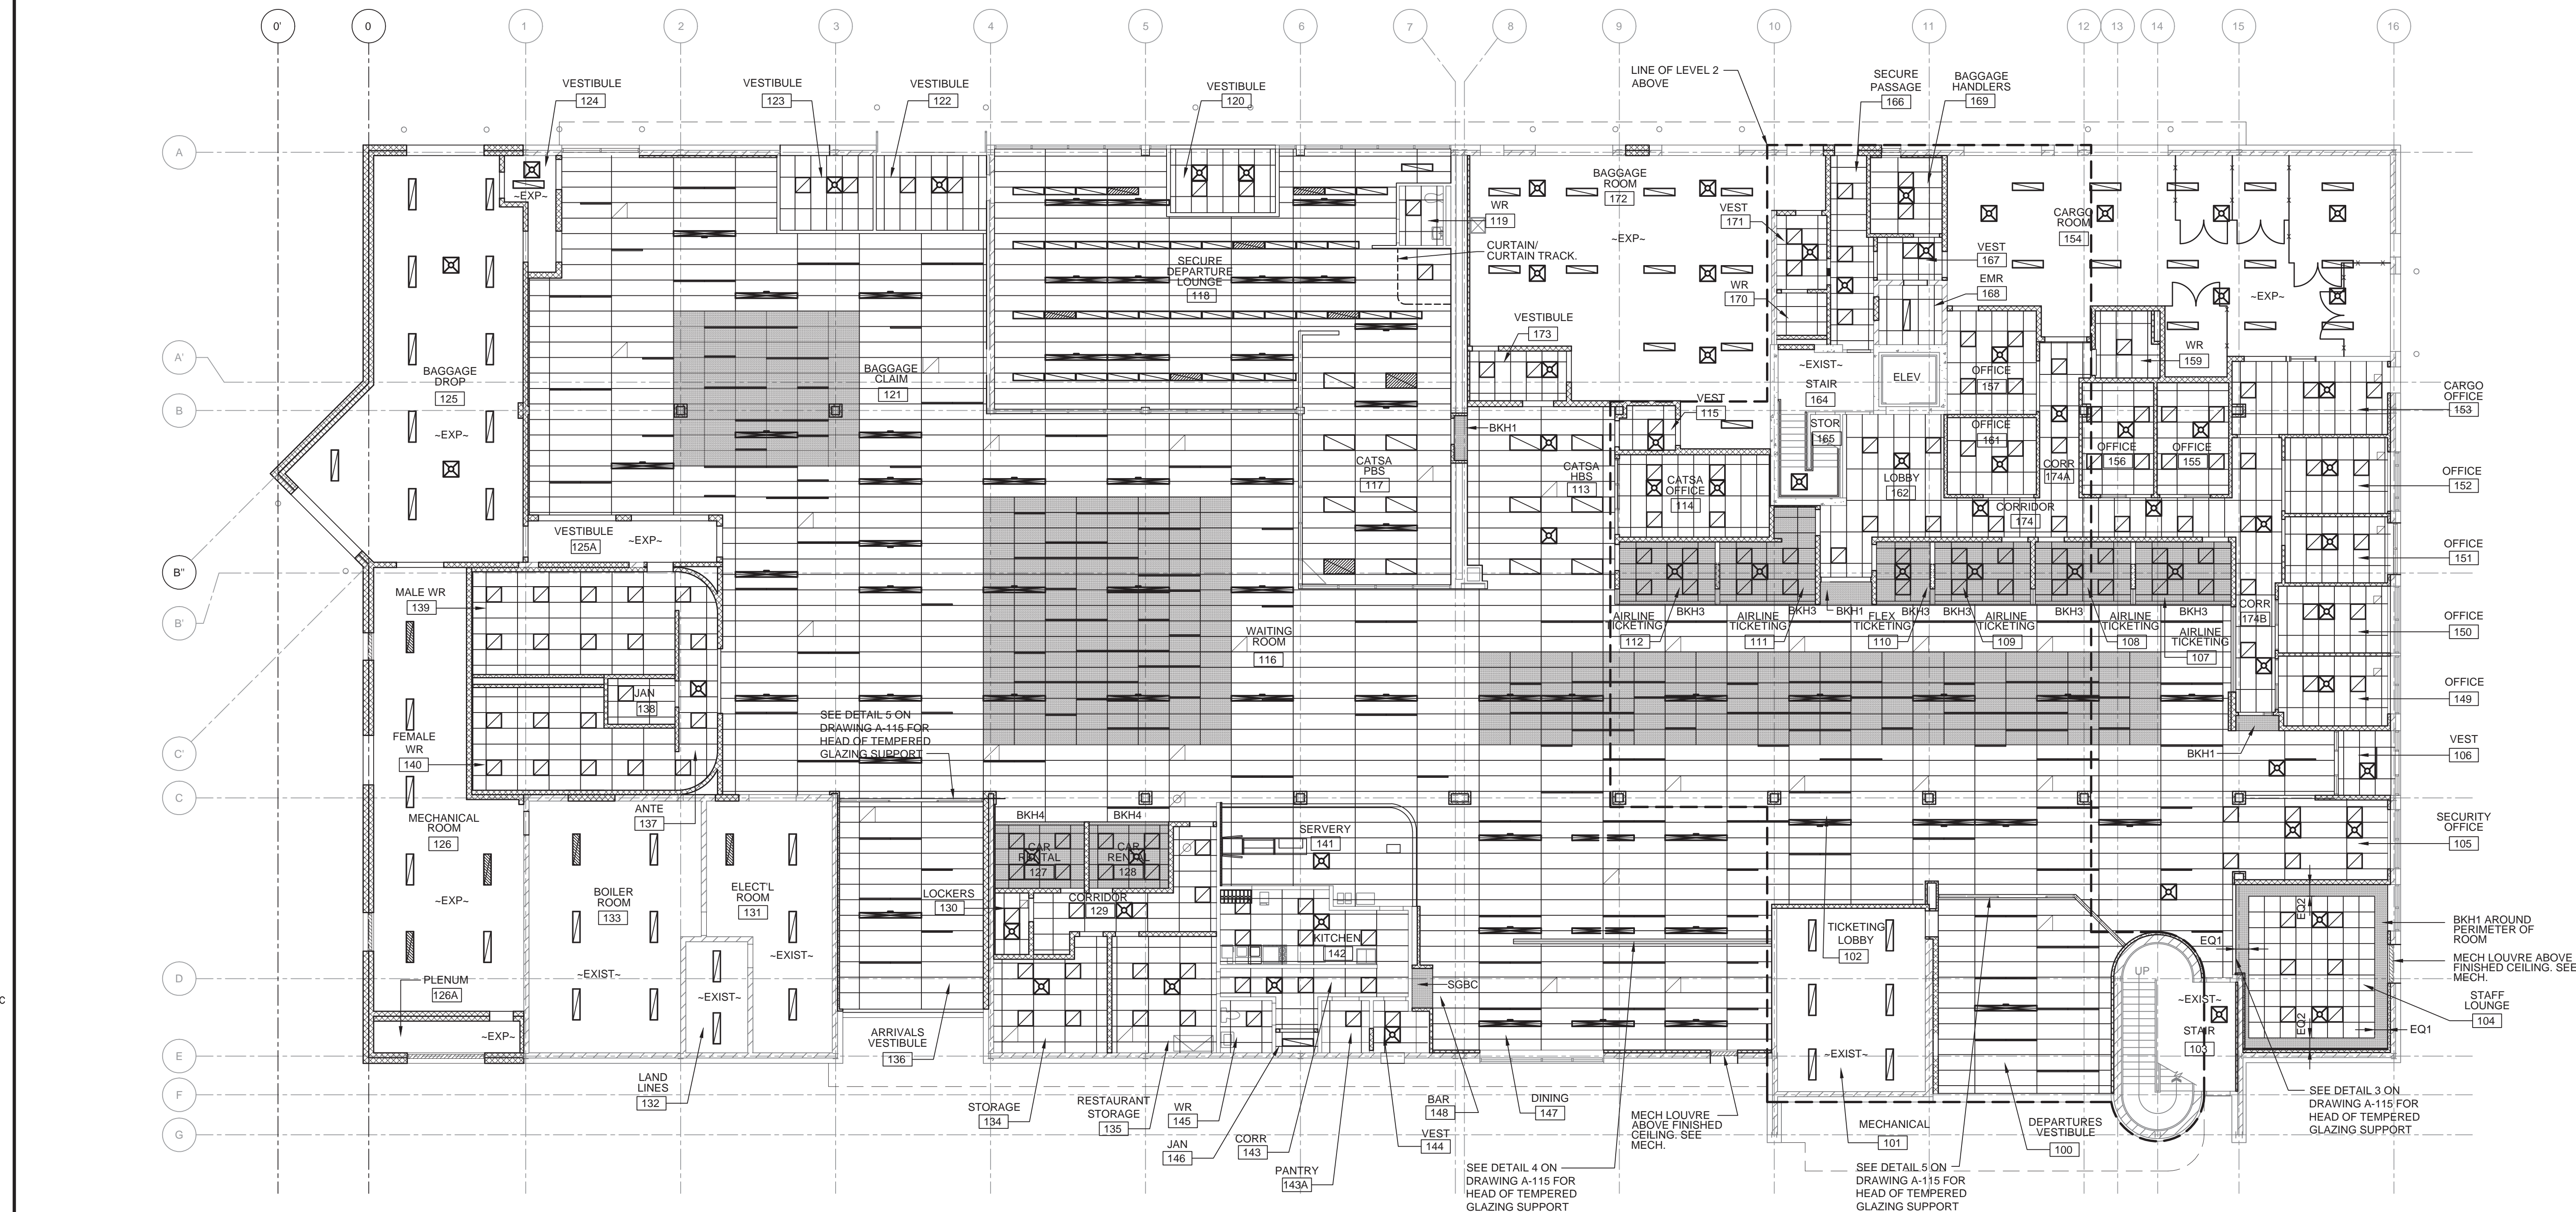 0'
0
1
2
3
4
5
6
7
8
9
10
11
12
13
14
15
16
A
A'
B
B"
B'
C'
C
D
E
F
G
C
VESTIBULE
124
VESTIBULE
123
VESTIBULE
122
VESTIBULE
120
LINE OF LEVEL 2
ABOVE
SECURE
PASSAGE
166
BAGGAGE
HANDLERS
169
~EXP~
BAGGAGE
ROOM
172
~EXP~
WR
119
CURTAIN/
CURTAIN TRACK.
SECURE
DEPARTURE
LOUNGE
118
VEST
171
WR
170
CARGO
ROOM
154
VEST
167
EMR
168
~EXP~
VESTIBULE
173
WR
159
BAGGAGE
DROP
125
~EXP~
BAGGAGE
CLAIM
121
~EXIST~
STAIR
164
ELEV
OFFICE
157
CARGO
OFFICE
153
VEST
115
BKH1
STOR
165
OFFICE
161
CATSA
PBS
117
CATSA
HBS
113
CATSA
OFFICE
114
LOBBY
162
CORR
174A
OFFICE
156
OFFICE
155
OFFICE
152
CORRIDOR
174
VESTIBULE
125A
~EXP~
OFFICE
151
MALE WR
139
WAITING
ROOM
116
BKH3
BKH3
BKH1
BKH3
BKH3
BKH3
BKH3
AIRLINE
TICKETING
112
AIRLINE
TICKETING
111
FLEX
TICKETING
110
AIRLINE
TICKETING
109
AIRLINE
TICKETING
108
AIRLINE
TICKETING
107
CORR
174B
OFFICE
150
JAN
138
OFFICE
149
SEE DETAIL 5 ON
DRAWING A-115 FOR
HEAD OF TEMPERED
GLAZING SUPPORT
FEMALE
WR
140
BKH1
VEST
106
ANTE
137
MECHANICAL
ROOM
126
~EXP~
BKH4
BKH4
SERVERY
141
SECURITY
OFFICE
105
CAR
RENTAL
127
CAR
RENTAL
128
BOILER
ROOM
133
~EXIST~
ELECT'L
ROOM
131
~EXIST~
LOCKERS
130
CORRIDOR
129
KITCHEN
142
TICKETING
LOBBY
102
EQ2
EQ1
BKH1 AROUND
PERIMETER OF
ROOM
MECH LOUVRE ABOVE
FINISHED CEILING. SEE
MECH.
PLENUM
126A
~EXP~
~EXIST~
SGBC
UP
~EXIST~
STAIR
103
STAFF
LOUNGE
104
EQ2
EQ1
ARRIVALS
VESTIBULE
136
~EXIST~
LAND
LINES
132
STORAGE
134
RESTAURANT
STORAGE
135
WR
145
JAN
146
CORR
143
PANTRY
143A
VEST
144
BAR
148
DINING
147
MECH LOUVRE
ABOVE FINISHED
CEILING. SEE
MECH.
MECHANICAL
101
DEPARTURES
VESTIBULE
100
SEE DETAIL 3 ON
DRAWING A-115 FOR
HEAD OF TEMPERED
GLAZING SUPPORT
SEE DETAIL 4 ON
DRAWING A-115 FOR
HEAD OF TEMPERED
GLAZING SUPPORT
SEE DETAIL 5 ON
DRAWING A-115 FOR
HEAD OF TEMPERED
GLAZING SUPPORT